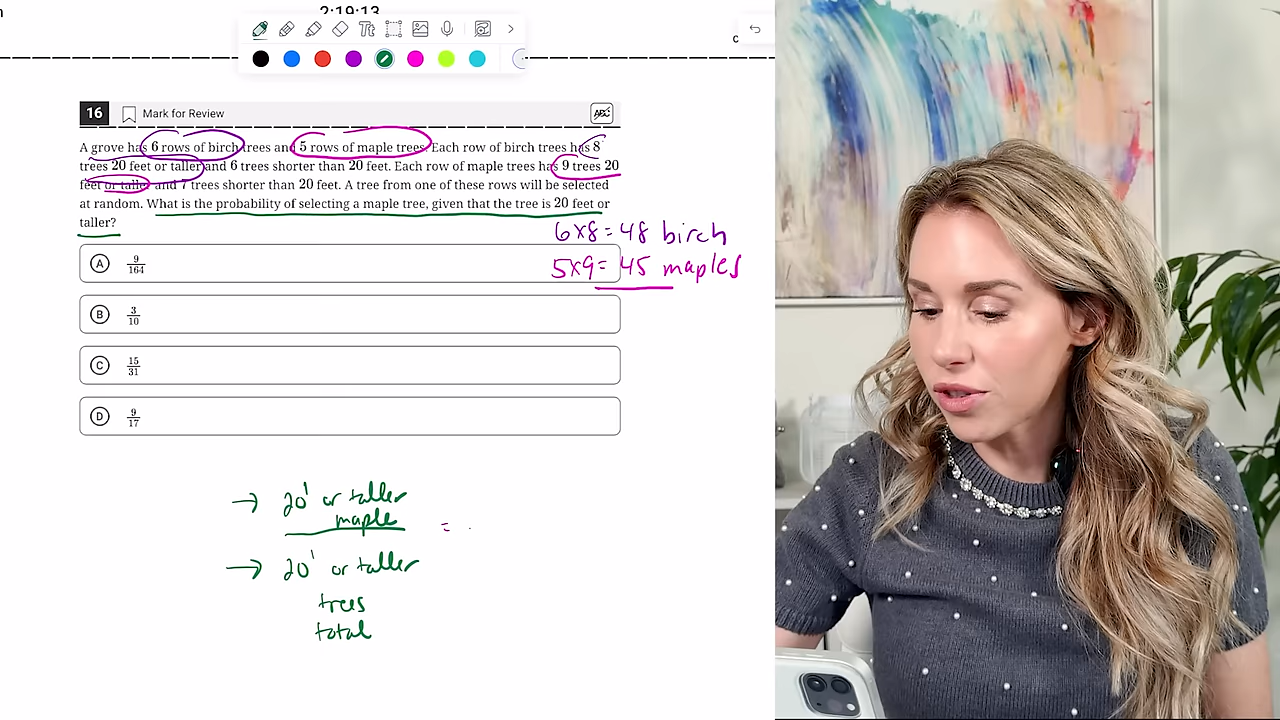 2:19:13
Tt
16 Mark for Review ABC
A grove has 6 rows of birch trees and 5 rows of maple trees. Each row of birch trees has 8
trees 20 feet or taller and 6 trees shorter than 20 feet. Each row of maple trees has 9 trees 20
feet or taller and 7 trees shorter than 20 feet. A tree from one of these rows will be selected
at random. What is the probability of selecting a maple tree, given that the tree is 20 feet or
taller?
6x8=48 birch
5x9=45 maples
A 9/164
B 3/10
C 15/31
D 9/17
→ 20' or taller
maple =
→ 20' or taller
trees
total